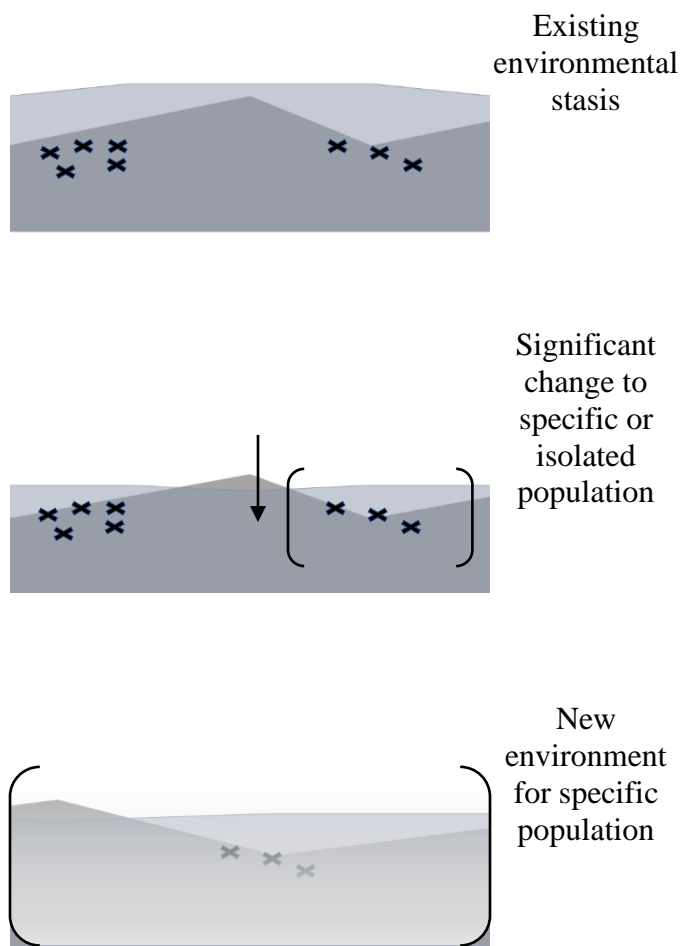 Existing
environmental
stasis
Significant
change to
specific or
isolated
population
New
environment
for specific
population